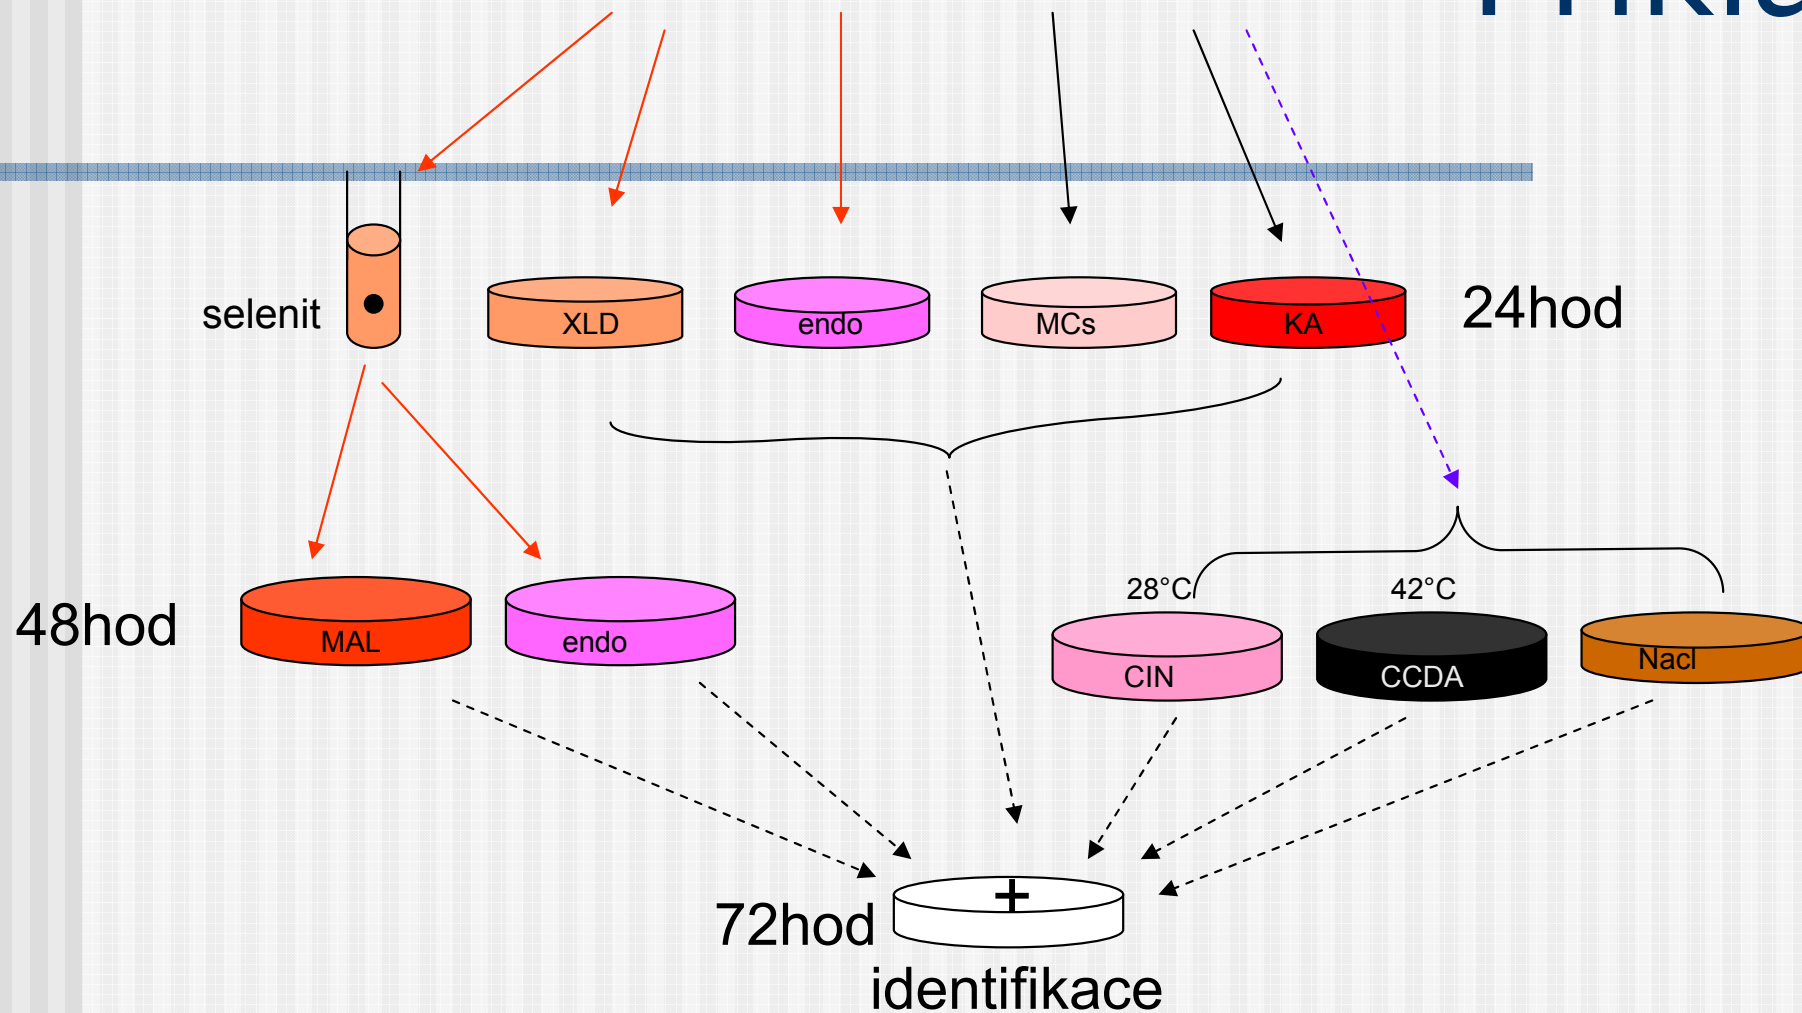 selenit
XLD
endo
MCs
KA
24hod
28°C
42°C
48hod
MAL
endo
CIN
CCDA
Nacl
+
72hod
identifikace